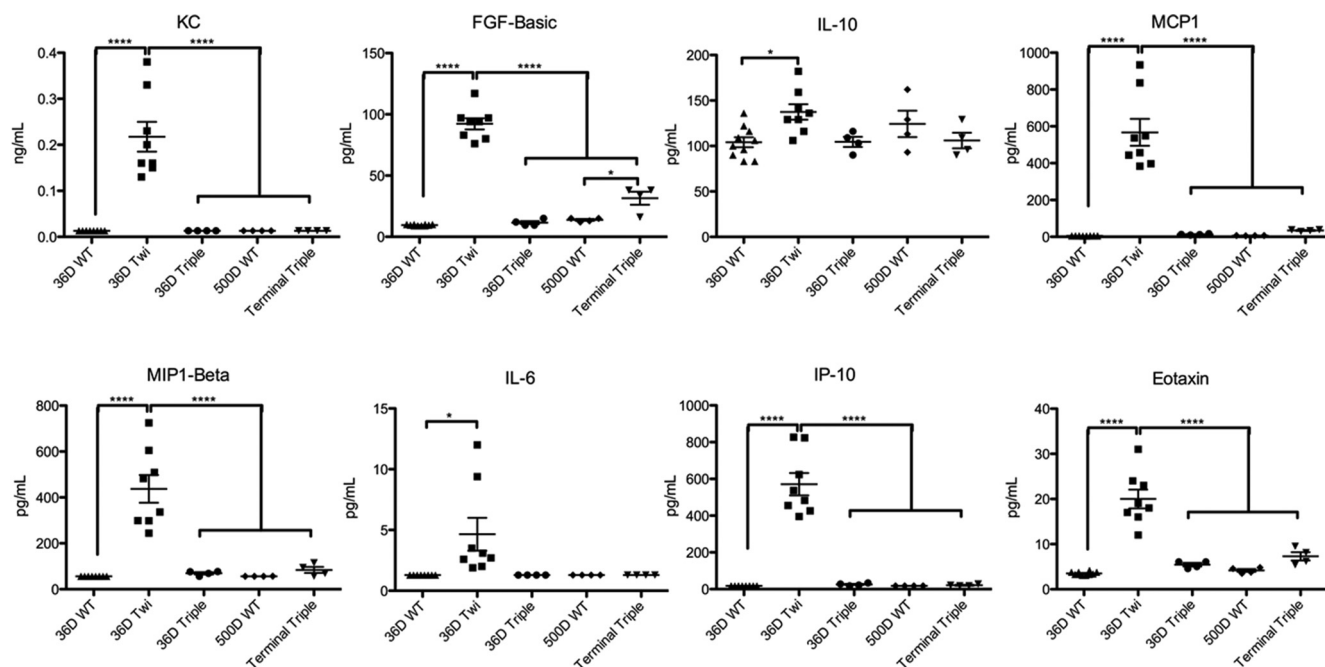 KC
ng/mL
0.4
0.3
0.2
0.1
0.0
**** ****
36D WT
36D Twi
36D Triple
500D WT
Terminal Triple
FGF-Basic
pg/mL
150
100
50
0
**** ****
*
36D WT
36D Twi
36D Triple
500D WT
Terminal Triple
IL-10
pg/mL
200
150
100
50
0
*
36D WT
36D Twi
36D Triple
500D WT
Terminal Triple
MCP1
pg/mL
1000
800
600
400
200
0
**** ****
36D WT
36D Twi
36D Triple
500D WT
Terminal Triple
MIP1-Beta
pg/mL
800
600
400
200
0
**** ****
36D WT
36D Twi
36D Triple
500D WT
Terminal Triple
IL-6
pg/mL
15
10
5
0
*
36D WT
36D Twi
36D Triple
500D WT
Terminal Triple
IP-10
pg/mL
1000
800
600
400
200
0
**** ****
36D WT
36D Twi
36D Triple
500D WT
Terminal Triple
Eotaxin
pg/mL
40
30
20
10
0
**** ****
36D WT
36D Twi
36D Triple
500D WT
Terminal Triple